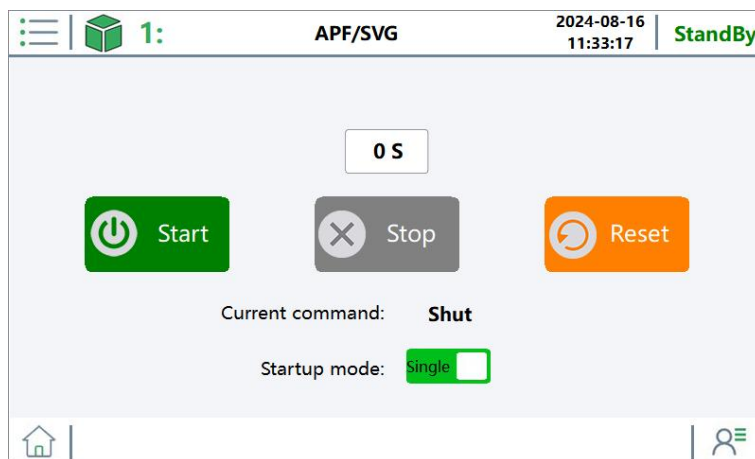 1:
APF/SVG
2024-08-16
11:33:17
StandBy
0 S
Start
Stop
Reset
Current command: Shut
Startup mode: Single